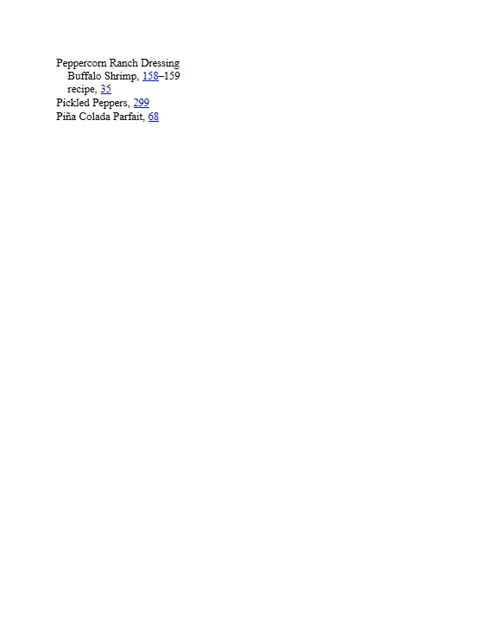 Peppercorn Ranch Dressing
Buffalo Shrimp, 158–159
recipe, 35
Pickled Peppers, 299
Piña Colada Parfait, 68